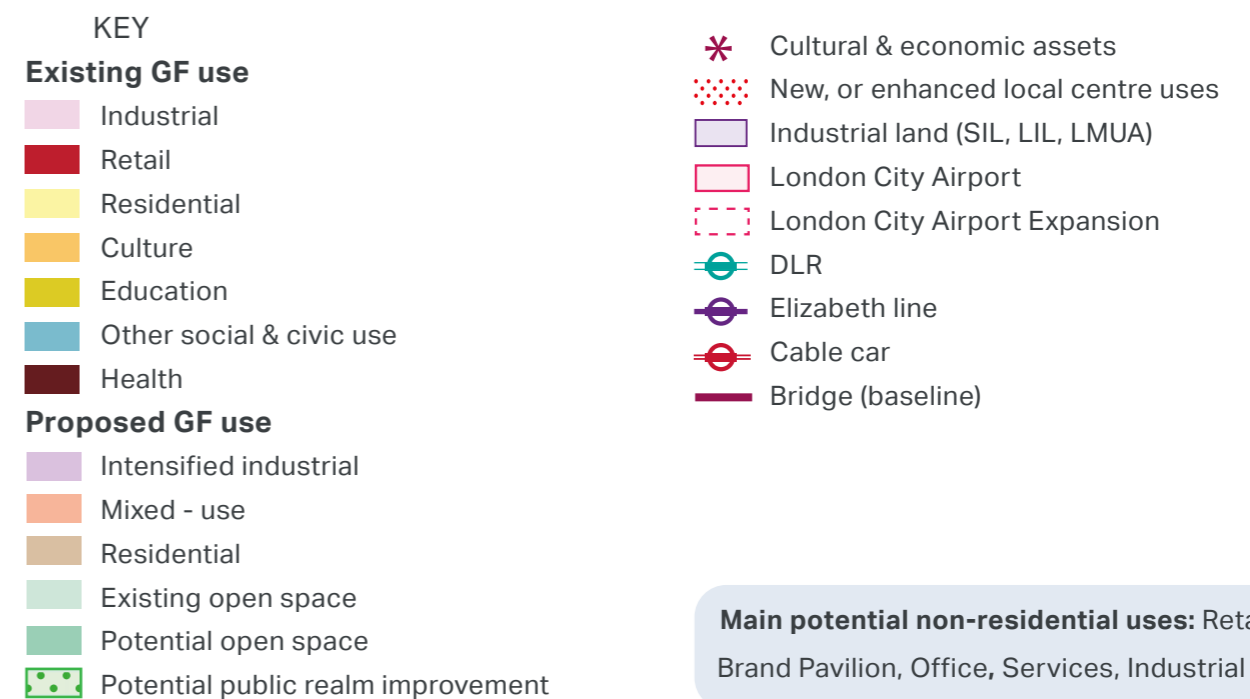 KEY
Existing GF use
Industrial
Retail
Residential
Culture
Education
Other social & civic use
Health
Proposed GF use
Intensified industrial
Mixed - use
Residential
Existing open space
Potential open space
Potential public realm improvement
Cultural & economic assets
New, or enhanced local centre uses
Industrial land (SIL, LIL, LMUA)
London City Airport
London City Airport Expansion
DLR
Elizabeth line
Cable car
Bridge (baseline)
Main potential non-residential uses:
Brand Pavilion, Office, Services, Industrial